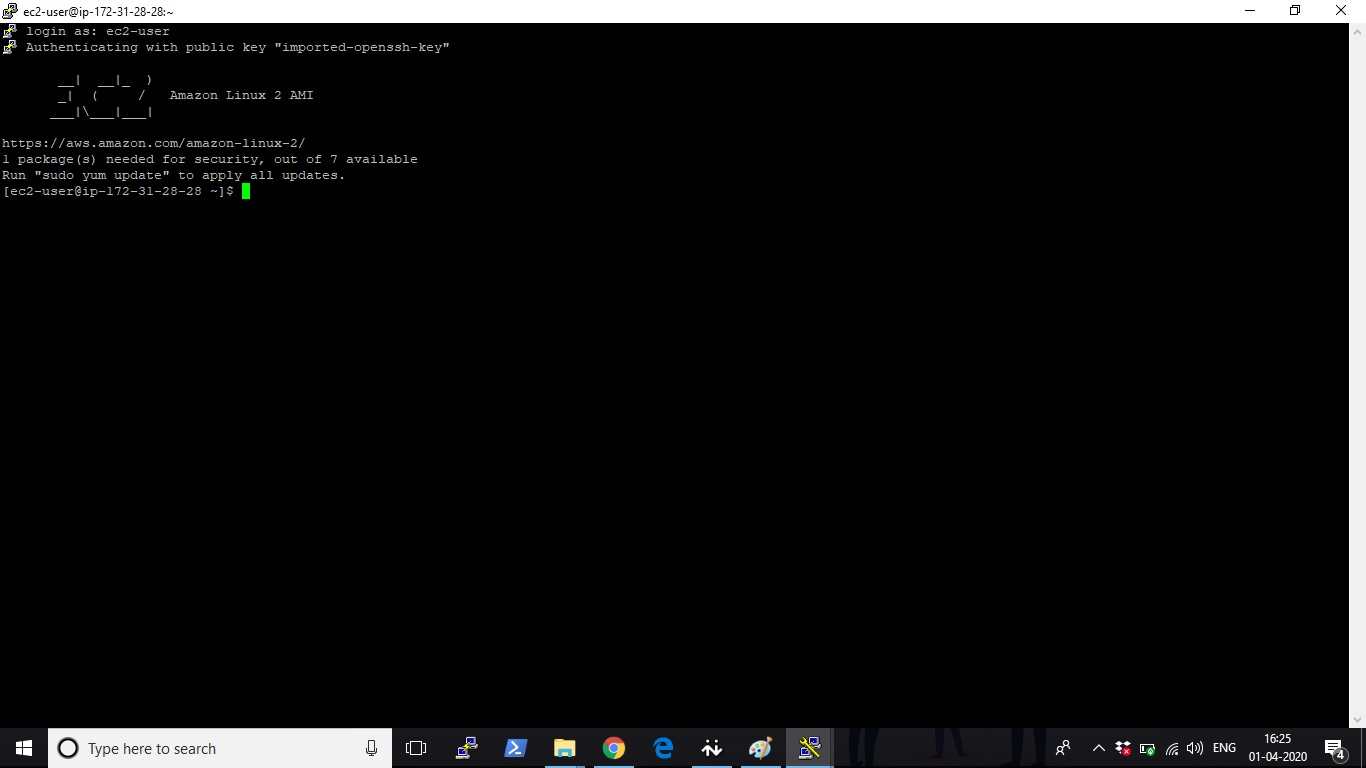 ec2-user@ip-172-31-28-28:~
login as: ec2-user
Authenticating with public key "imported-openssh-key"
       __|  __|_  )
       _|  (     /   Amazon Linux 2 AMI
      ___|\___|___|
https://aws.amazon.com/amazon-linux-2/
1 package(s) needed for security, out of 7 available
Run "sudo yum update" to apply all updates.
[ec2-user@ip-172-31-28-28 ~]$
Type here to search
ENG
16:25
01-04-2020
4